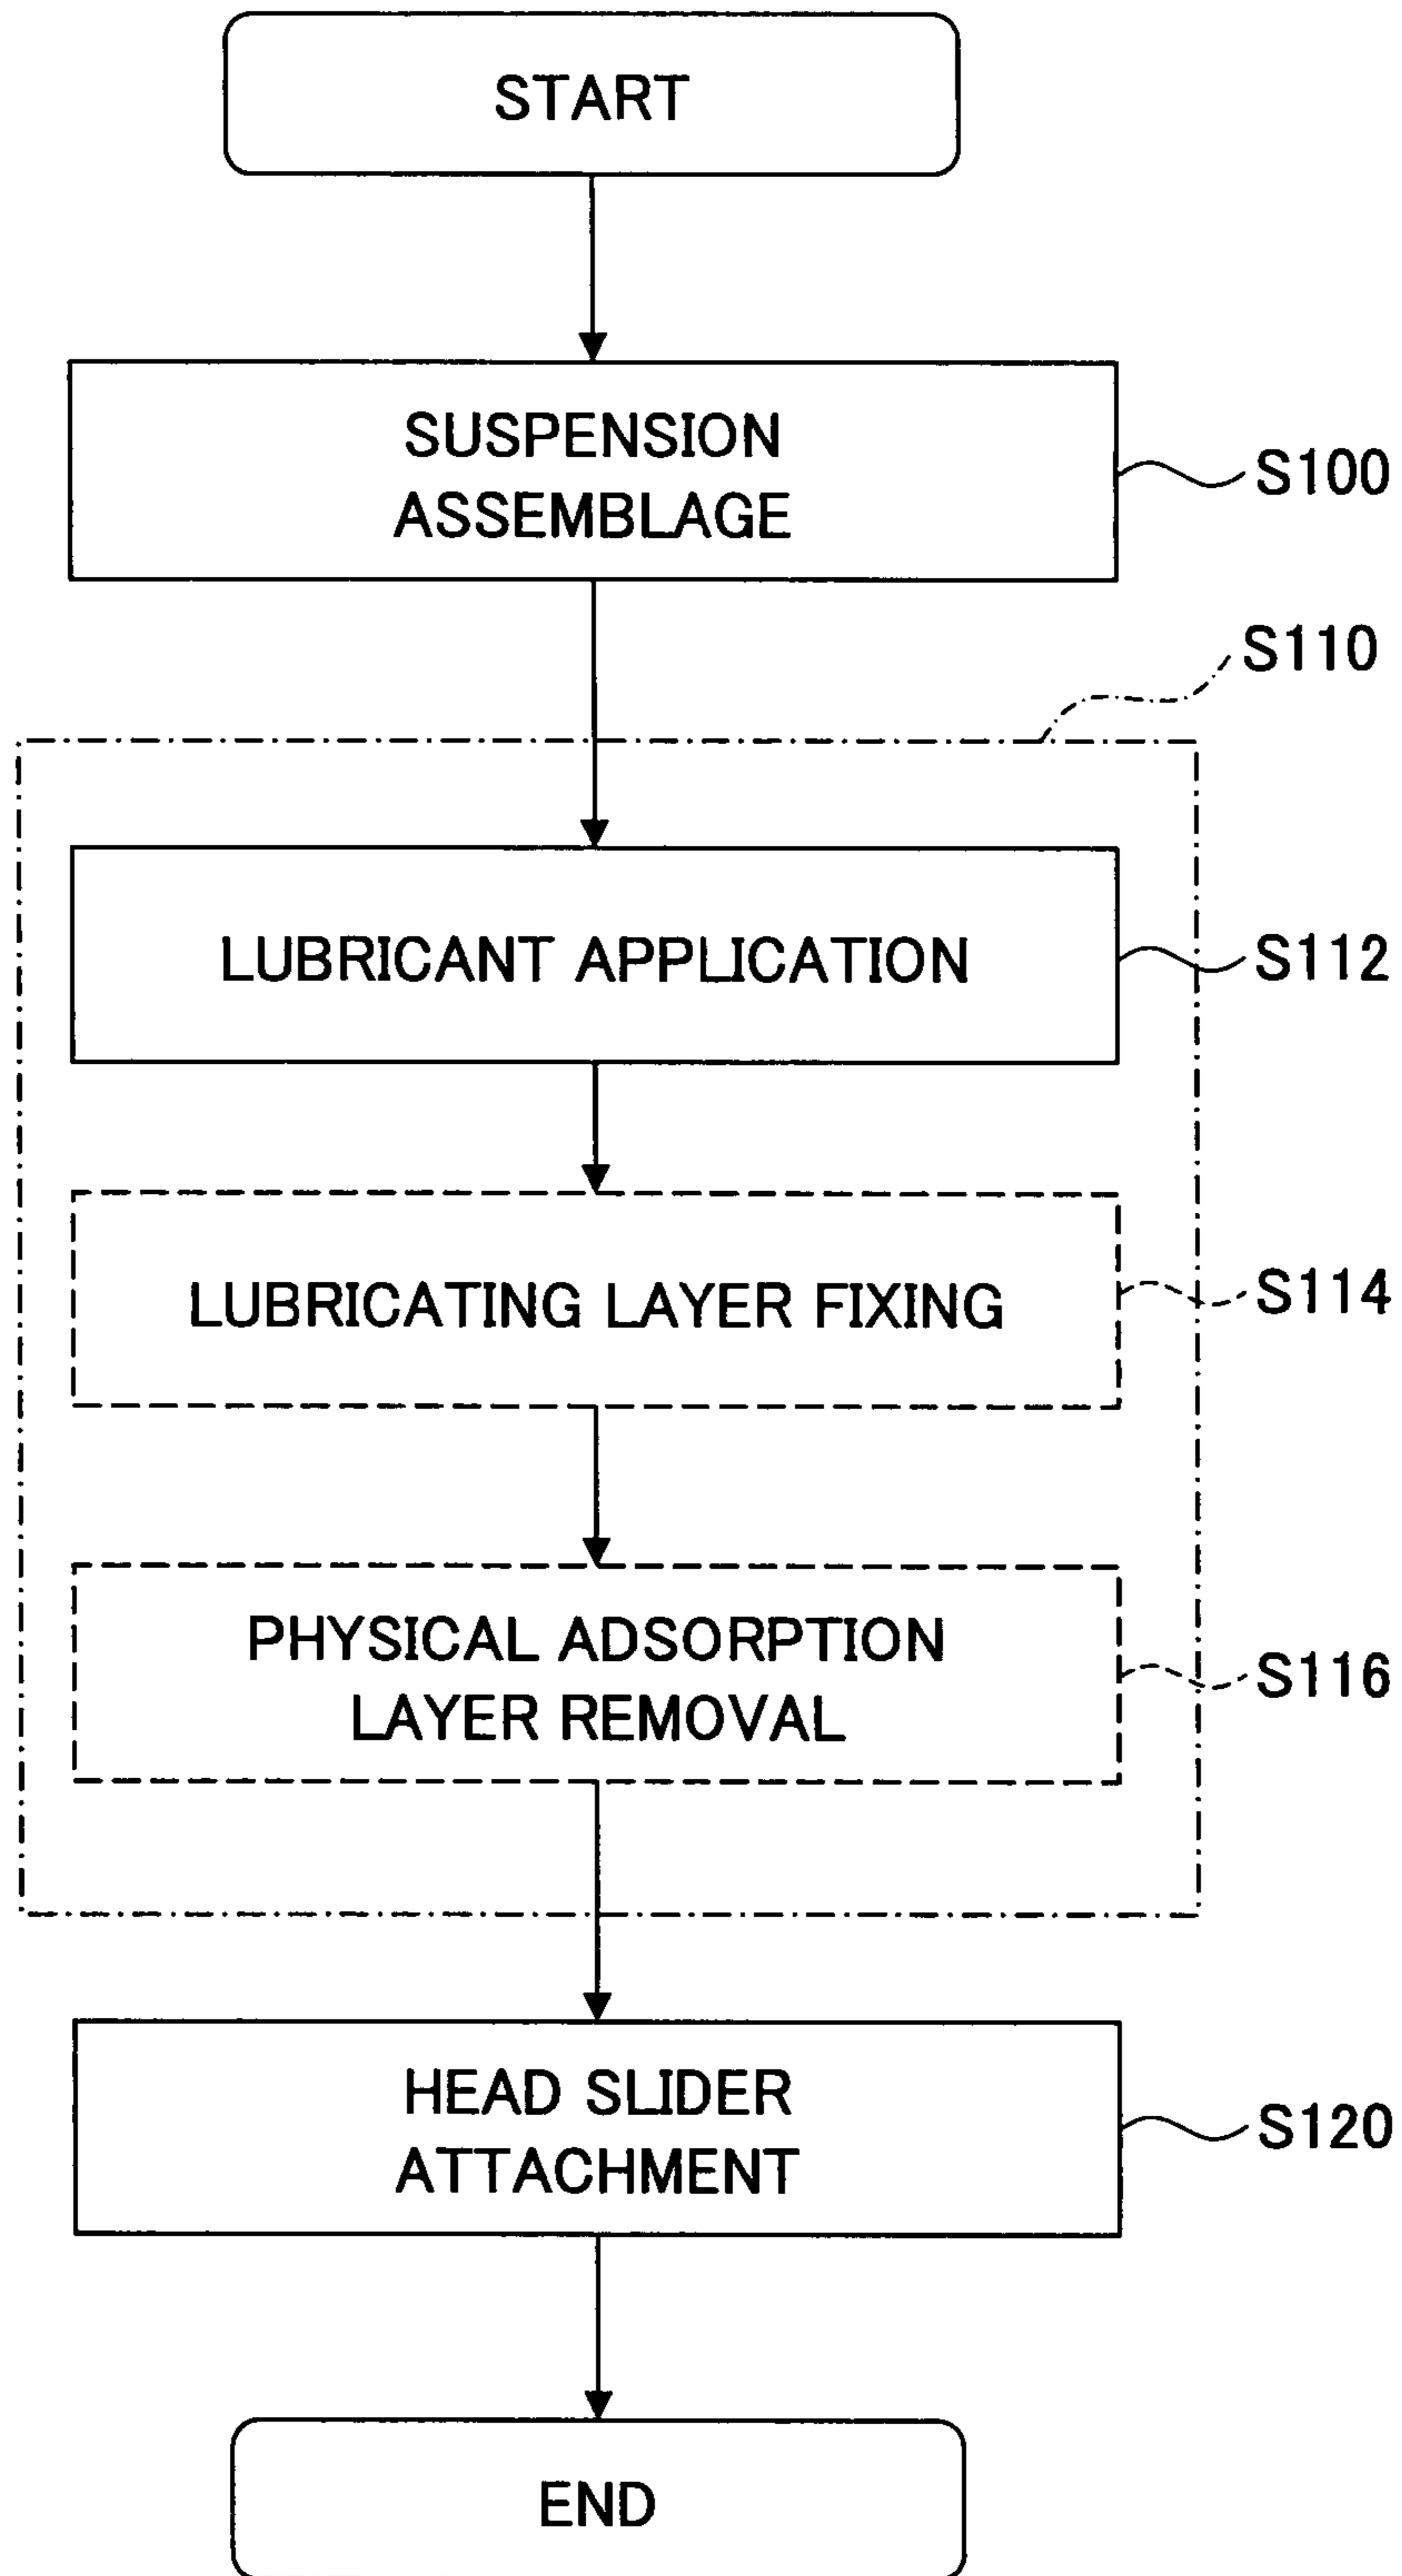 START
SUSPENSION
ASSEMBLAGE
S100
S110
LUBRICANT APPLICATION
S112
LUBRICATING LAYER FIXING
S114
PHYSICAL ADSORPTION
LAYER REMOVAL
S116
HEAD SLIDER
ATTACHMENT
S120
END